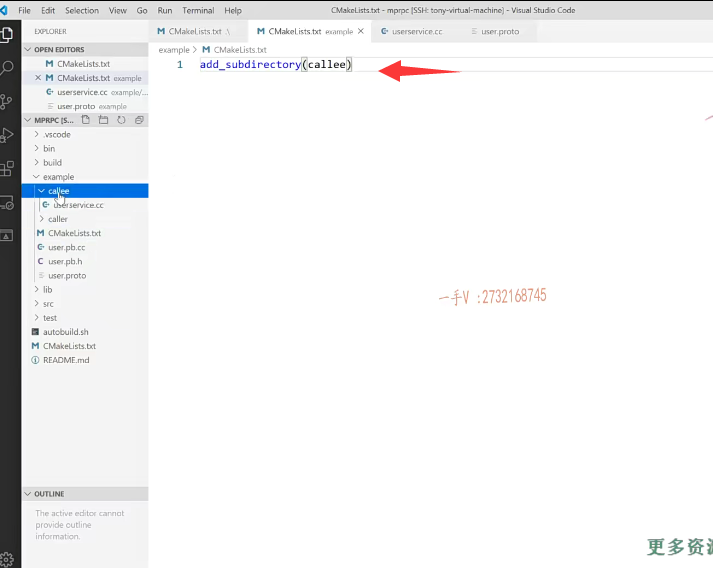 File Edit Selection View Go Run Terminal Help
CMakeLists.txt - mprpc [SSH: tony-virtual-machine] - Visual Studio Code
EXPLORER
OPEN EDITORS
CMakeLists.txt
CMakeLists.txt example
userservice.cc example/...
user.proto example
MPRPC [S...
.vscode
bin
build
example
callee
userservice.cc
caller
CMakeLists.txt
user.pb.cc
user.pb.h
user.proto
lib
src
test
autobuild.sh
CMakeLists.txt
README.md
OUTLINE
The active editor cannot
provide outline
information.
CMakeLists.txt .\
CMakeLists.txt example
userservice.cc
user.proto
example > CMakeLists.txt
1 add_subdirectory(callee)
一手V :2732168745
更多资